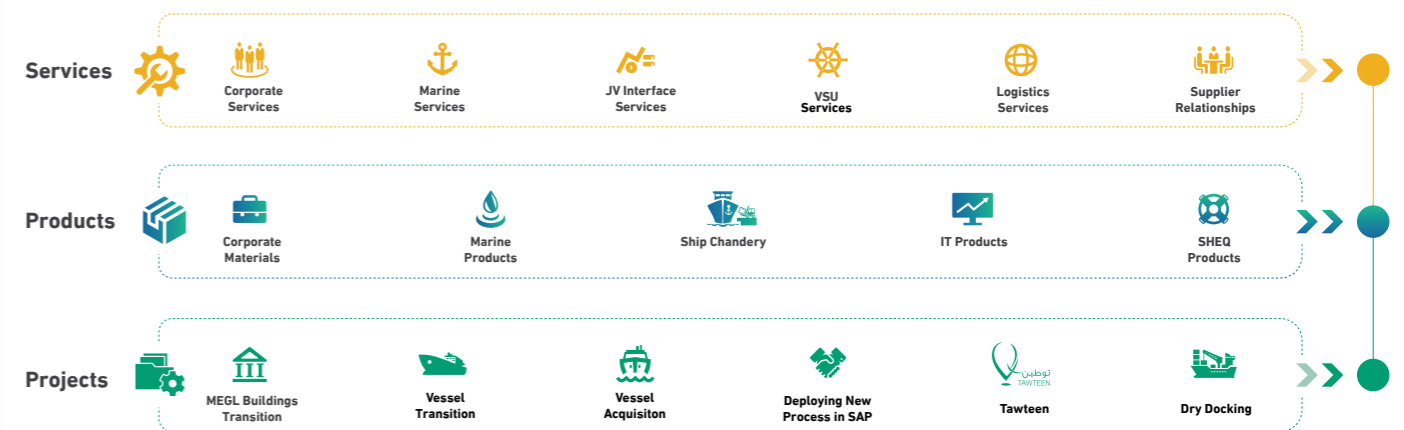 Services
Corporate
Services
Marine
Services
JV Interface
Services
VSU
Services
Logistics
Services
Supplier
Relationships
Products
Corporate
Materials
Marine
Products
Ship Chandery
IT Products
SHEQ
Products
Projects
MEGL Buildings
Transition
Vessel
Transition
Vessel
Acquisiton
Deploying New
Process in SAP
توطين
TAWTEEN
Tawteen
Dry Docking